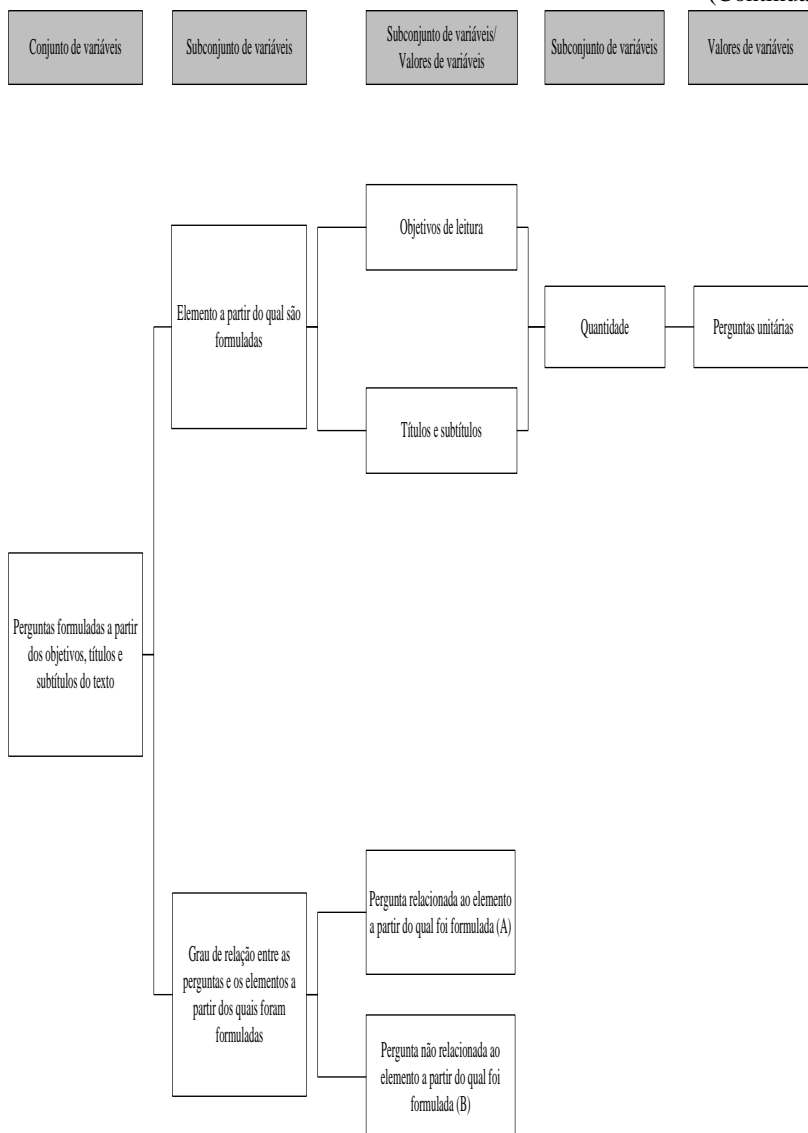 Conjunto de variáveis
Subconjunto de variáveis
Subconjunto de variáveis/
Valores de variáveis
Subconjunto de variáveis
Valores de variáveis
Objetivos de leitura
Elemento a partir do qual são
formuladas
Quantidade
Perguntas unitárias
Títulos e subtítulos
Perguntas formuladas a partir
dos objetivos, títulos e
subtítulos do texto
Pergunta relacionada ao elemento
a partir do qual foi formulada (A)
Grau de relação entre as
perguntas e os elementos a
partir dos quais foram
formuladas
Pergunta não relacionada ao
elemento a partir do qual foi
formulada (B)